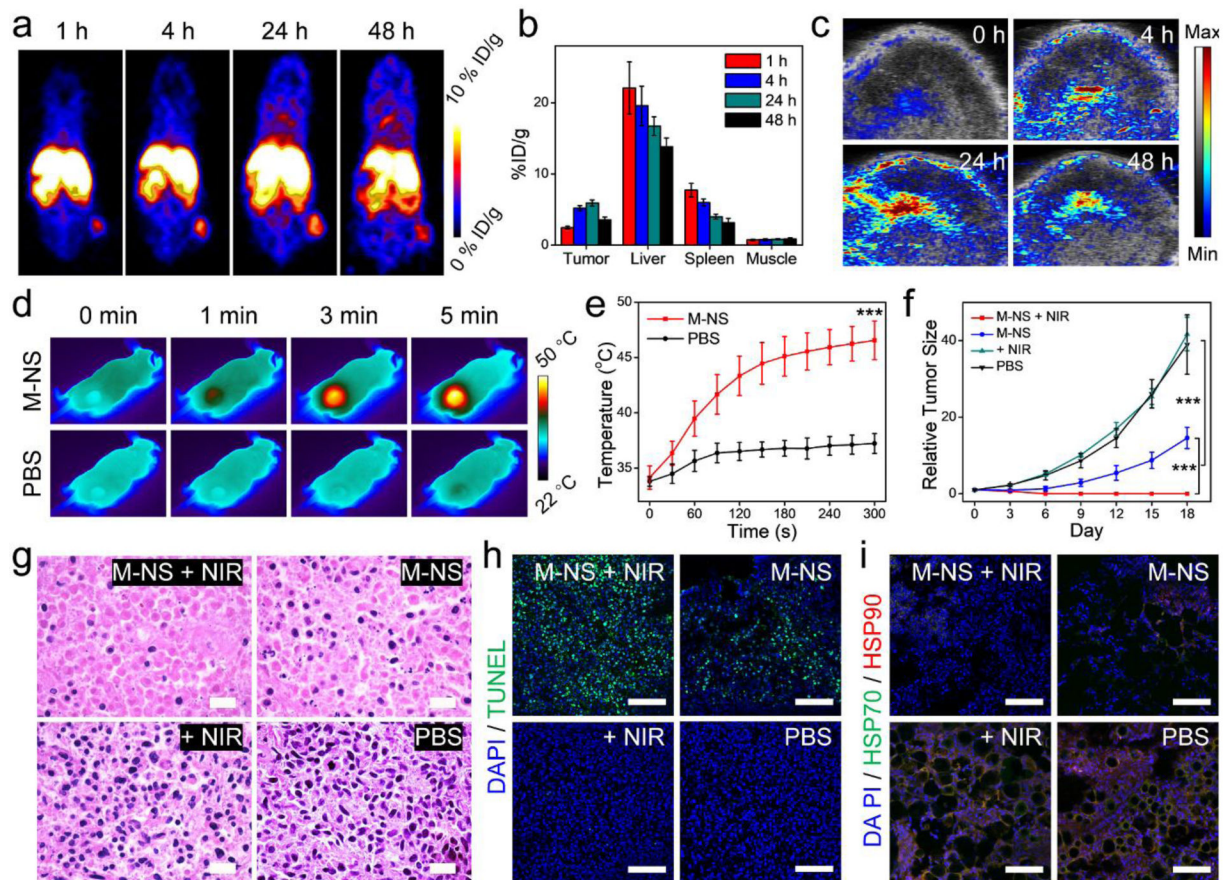 a
1 h 4 h 24 h 48 h
10 % ID/g
0 % ID/g
b
%ID/g
20
10
0
1 h
4 h
24 h
48 h
Tumor Liver Spleen Muscle
c
0 h 4 h
24 h 48 h
Max
Min
d
0 min 1 min 3 min 5 min
M-NS
PBS
50 °C
22 °C
e
Temperature (°C)
50
45
40
35
M-NS
PBS
***
0 60 120 180 240 300
Time (s)
f
Relative Tumor Size
40
20
0
M-NS + NIR
M-NS
+ NIR
PBS
***
***
0 3 6 9 12 15 18
Day
g
M-NS + NIR M-NS
+ NIR PBS
h
DAPI / TUNEL
M-NS + NIR M-NS
+ NIR PBS
i
DA PI / HSP70 / HSP90
M-NS + NIR M-NS
+ NIR PBS